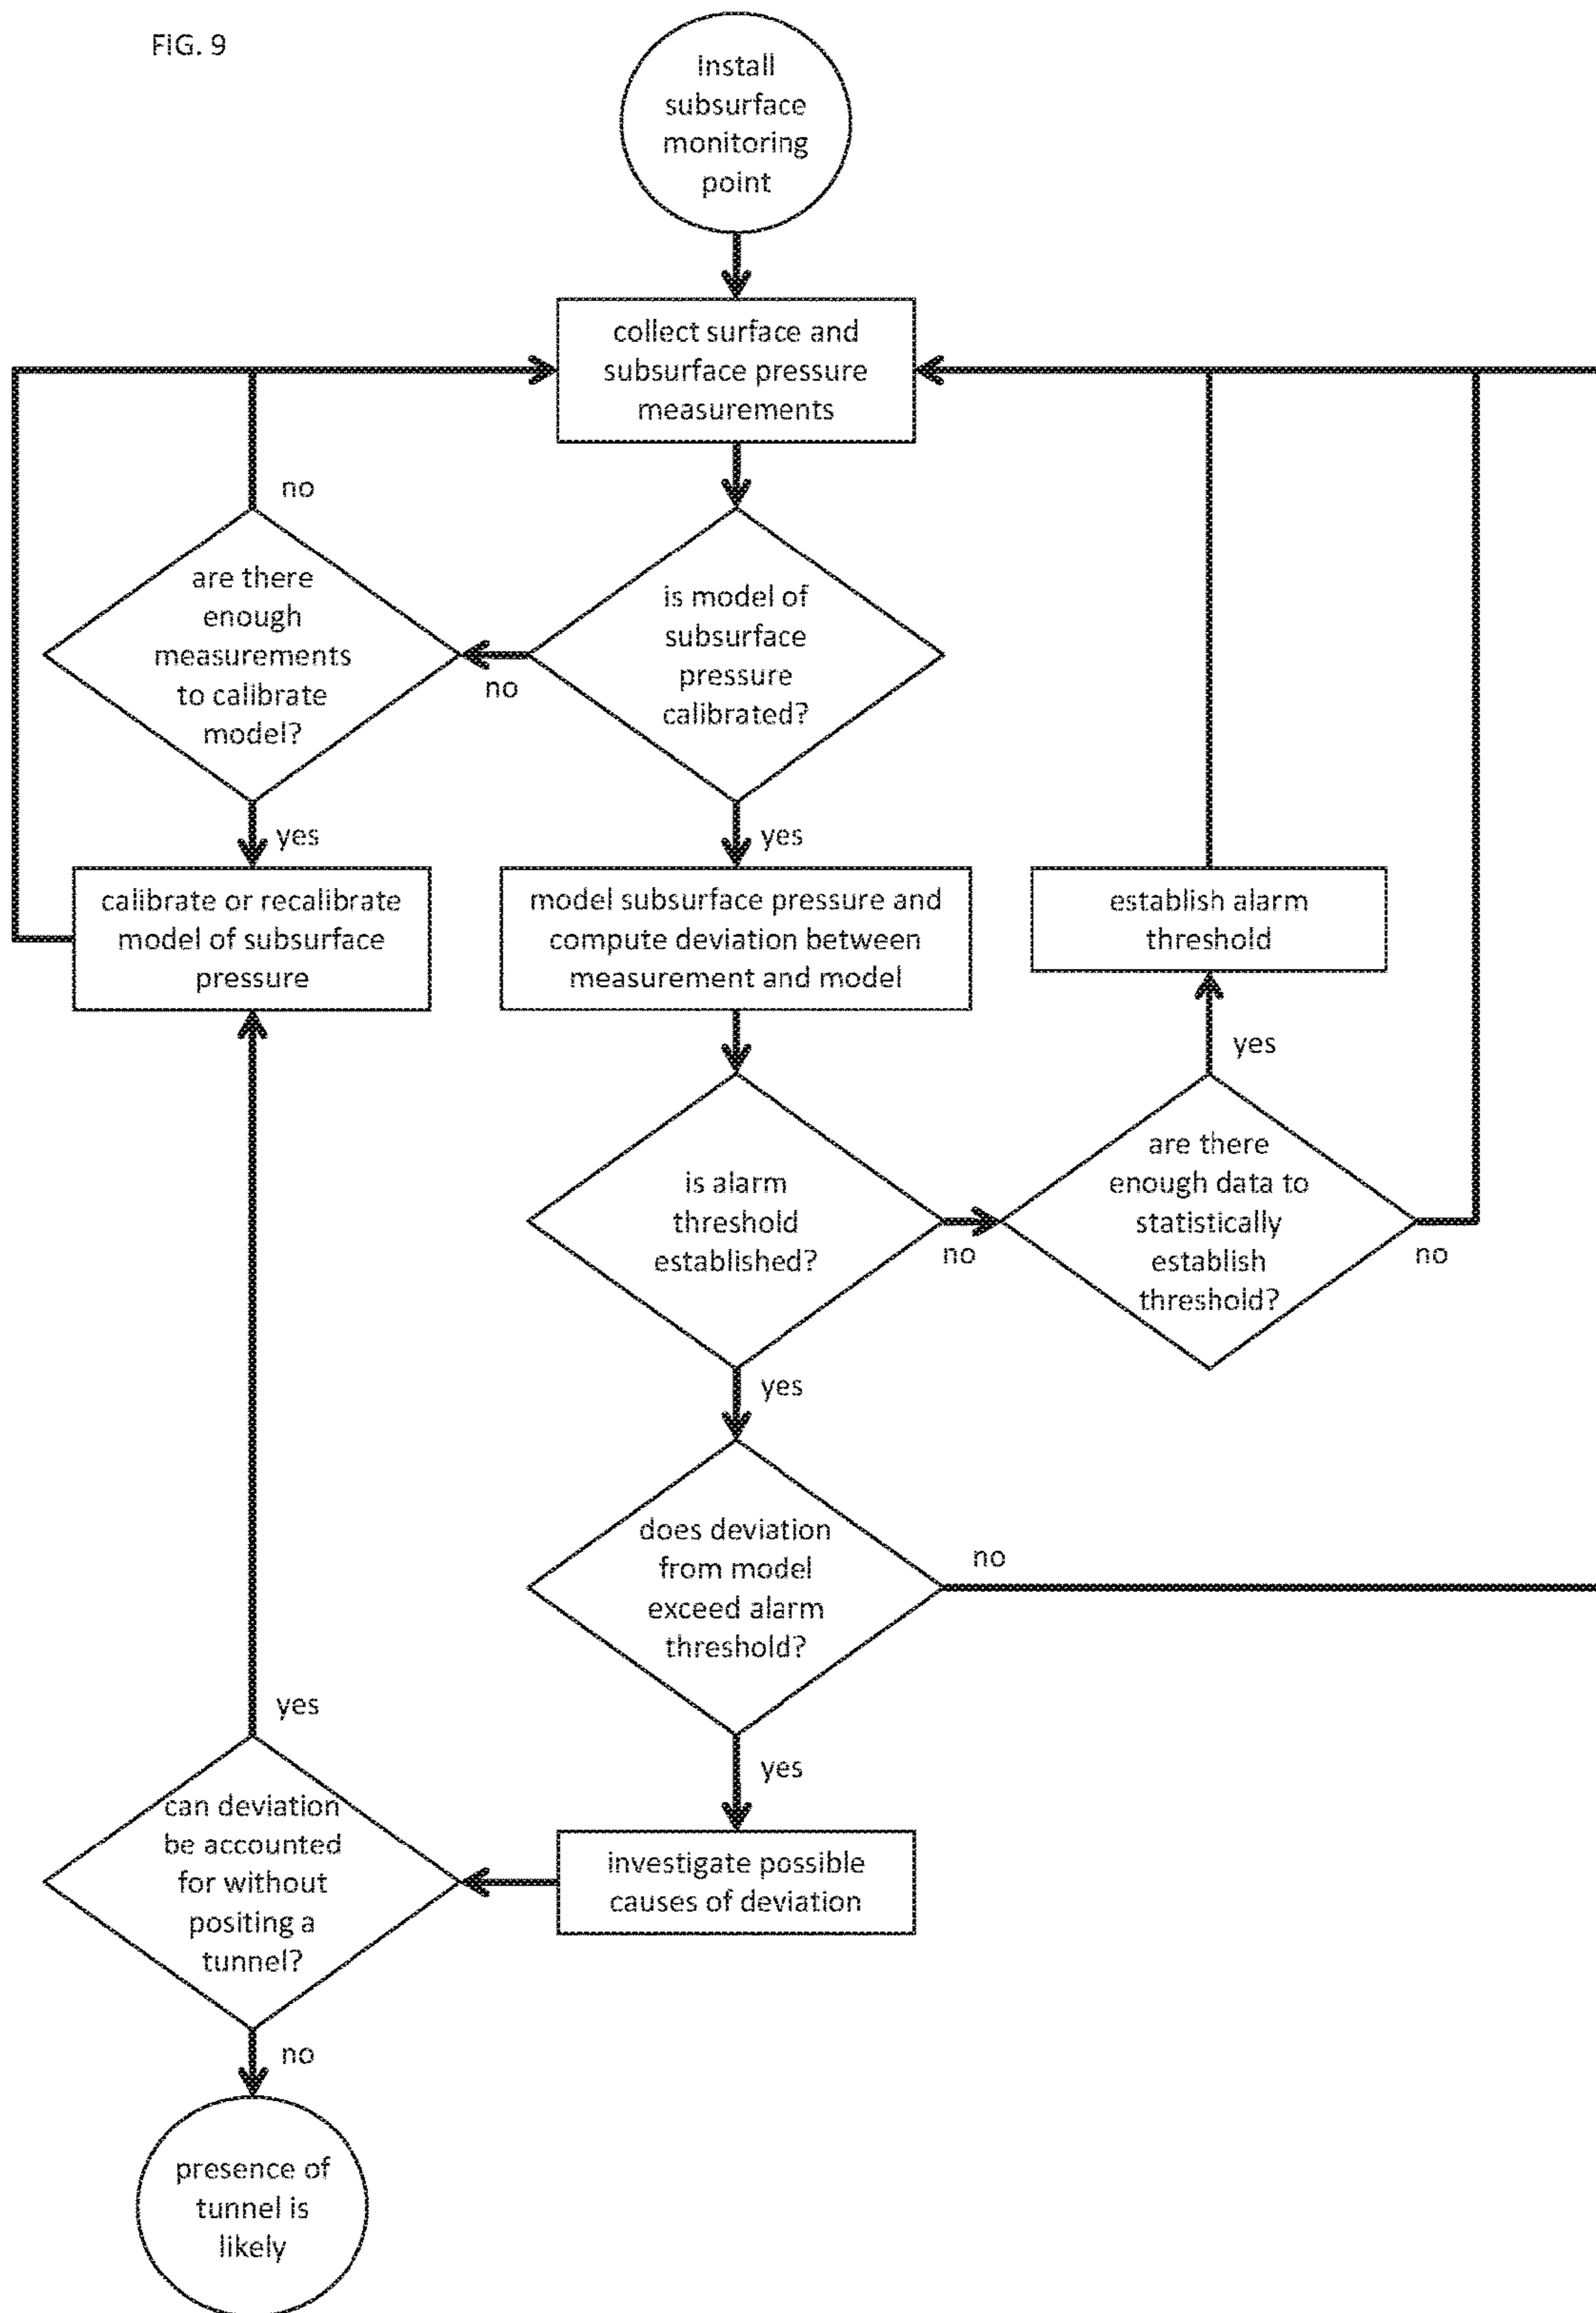 FIG. 9
install
subsurface
monitoring
point
collect surface and
subsurface pressure
measurements
no
are there
enough
measurements
to calibrate
model?
is model of
subsurface
pressure
calibrated?
no
yes
yes
calibrate or recalibrate
model of subsurface
pressure
model subsurface pressure and
compute deviation between
measurement and model
establish alarm
threshold
yes
is alarm
threshold
established?
are there
enough data to
statistically
establish
threshold?
no
no
yes
does deviation
from model
exceed alarm
threshold?
no
yes
yes
can deviation
be accounted
for without
positing a
tunnel?
investigate possible
causes of deviation
no
presence of
tunnel is
likely